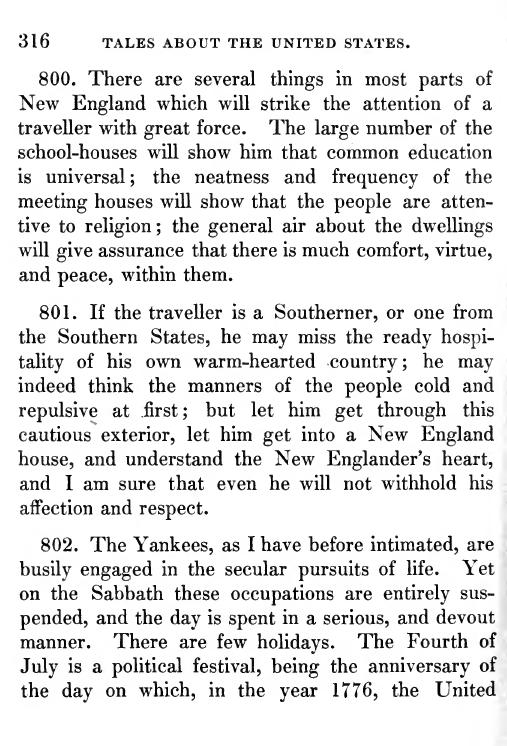 316 TALES ABOUT THE UNITED STATES.
800. There are several things in most parts of
New England which will strike the attention of a
traveller with great force. The large number of the
school-houses will show him that common education
is universal; the neatness and frequency of the
meeting houses will show that the people are atten-
tive to religion; the general air about the dwellings
will give assurance that there is much comfort, virtue,
and peace, within them.
801. If the traveller is a Southerner, or one from
the Southern States, he may miss the ready hospi-
tality of his own warm-hearted country; he may
indeed think the manners of the people cold and
repulsive at first; but let him get through this
cautious exterior, let him get into a New England
house, and understand the New Englander's heart,
and I am sure that even he will not withhold his
affection and respect.
802. The Yankees, as I have before intimated, are
busily engaged in the secular pursuits of life. Yet
on the Sabbath these occupations are entirely sus-
pended, and the day is spent in a serious, and devout
manner. There are few holidays. The Fourth of
July is a political festival, being the anniversary of
the day on which, in the year 1776, the United